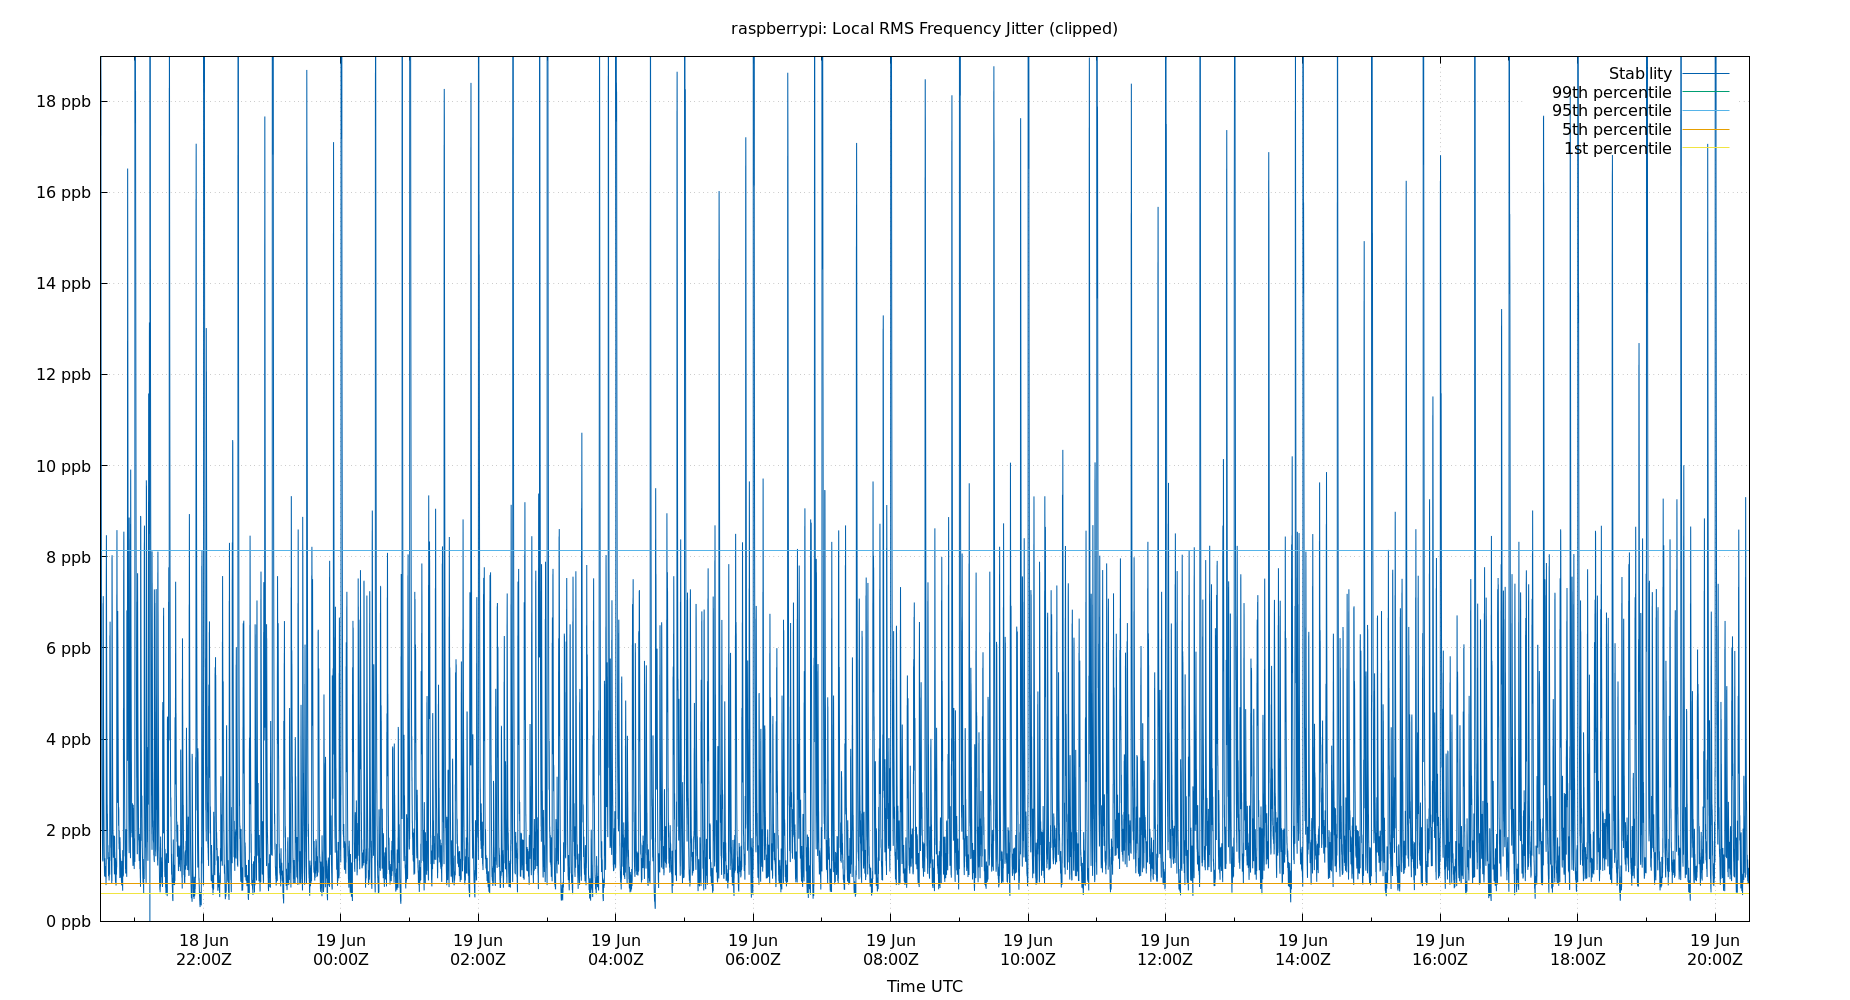 raspberrypi: Local RMS Frequency Jitter (clipped)
Stability
99th percentile
95th percentile
5th percentile
1st percentile
18 ppb
16 ppb
14 ppb
12 ppb
10 ppb
8 ppb
6 ppb
4 ppb
2 ppb
0 ppb
18 Jun 19 Jun 19 Jun 19 Jun 19 Jun 19 Jun 19 Jun 19 Jun 19 Jun 19 Jun 19 Jun 19 Jun
22:00Z 00:00Z 02:00Z 04:00Z 06:00Z 08:00Z 10:00Z 12:00Z 14:00Z 16:00Z 18:00Z 20:00Z
Time UTC